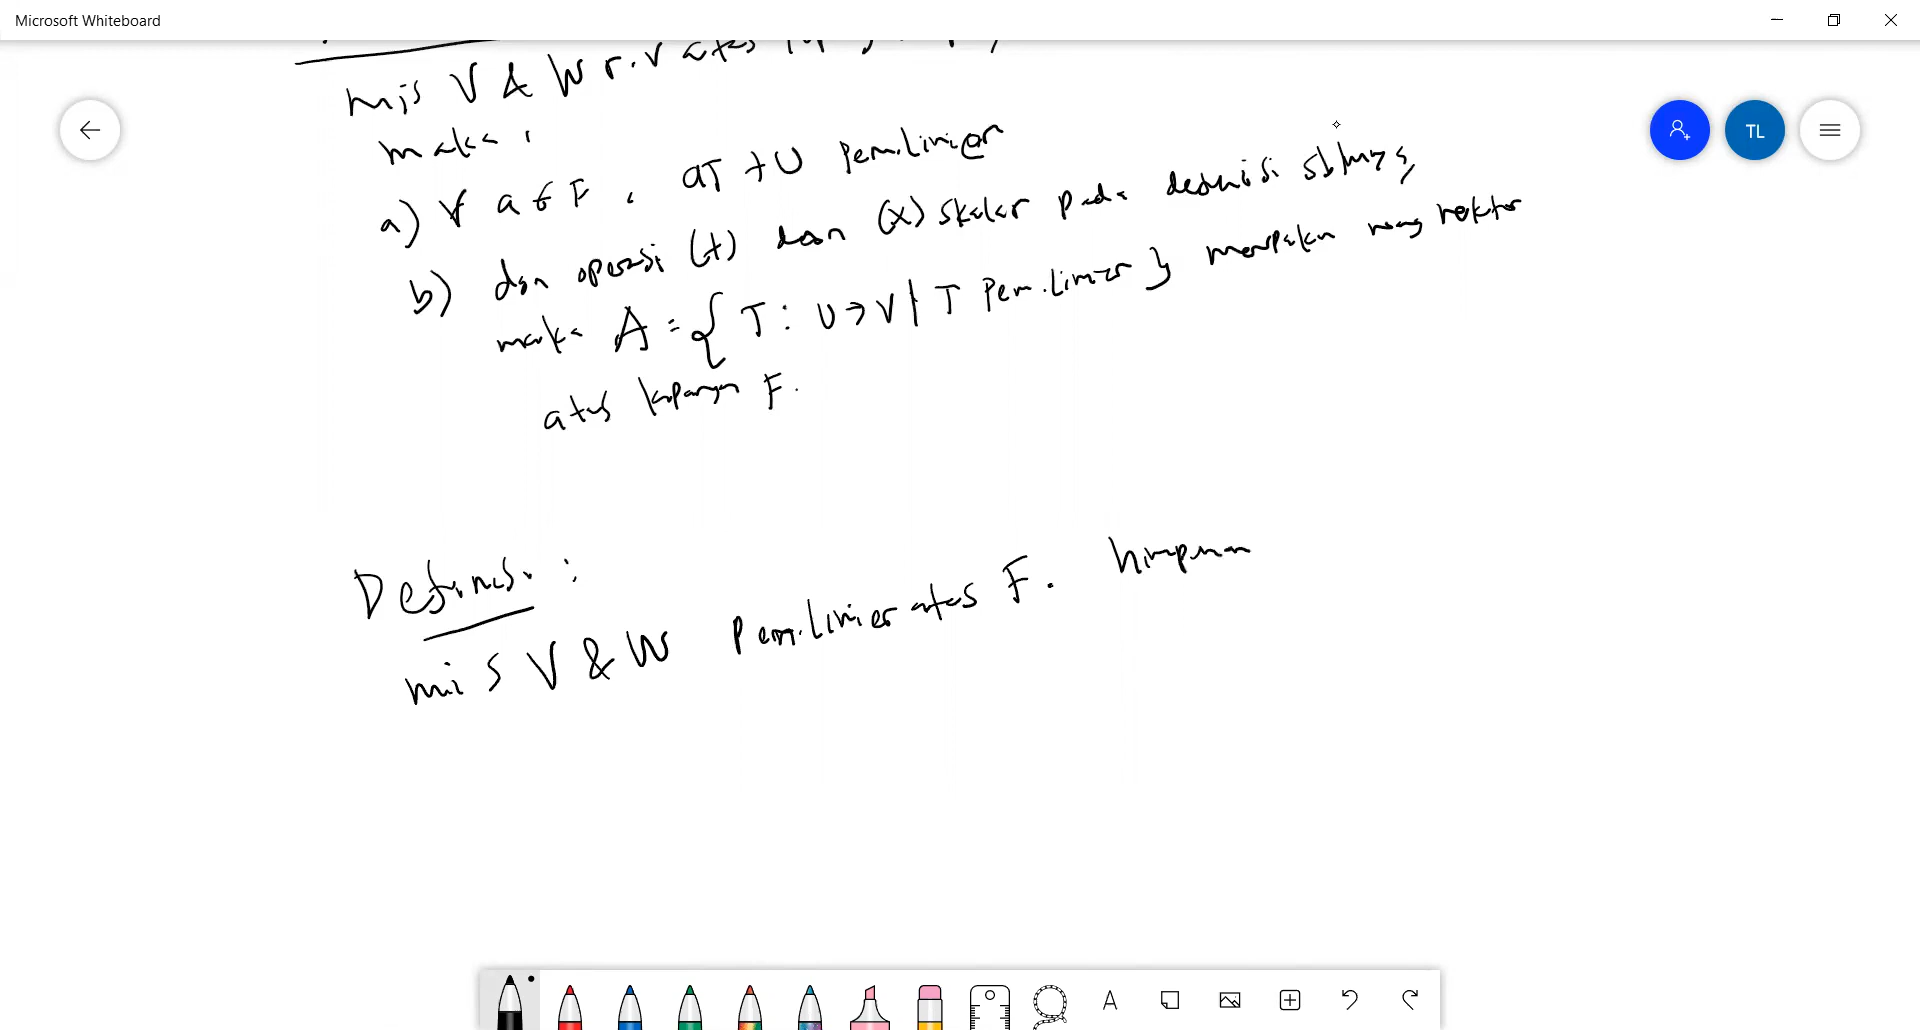 Microsoft Whiteboard
mis V & W r.v atas
maka
TL
a) ∀ a ∈ F, aT + U Pem.Linier
b) dan operasi (+) dan (x) skalar pada definisi sblmnya
maka A = { T : U → V | T Pem.Linier } merupakan ruang vektor
atas lapangan F.
Definisi :
mis V & W Pem.Linier atas F. himpunan
A